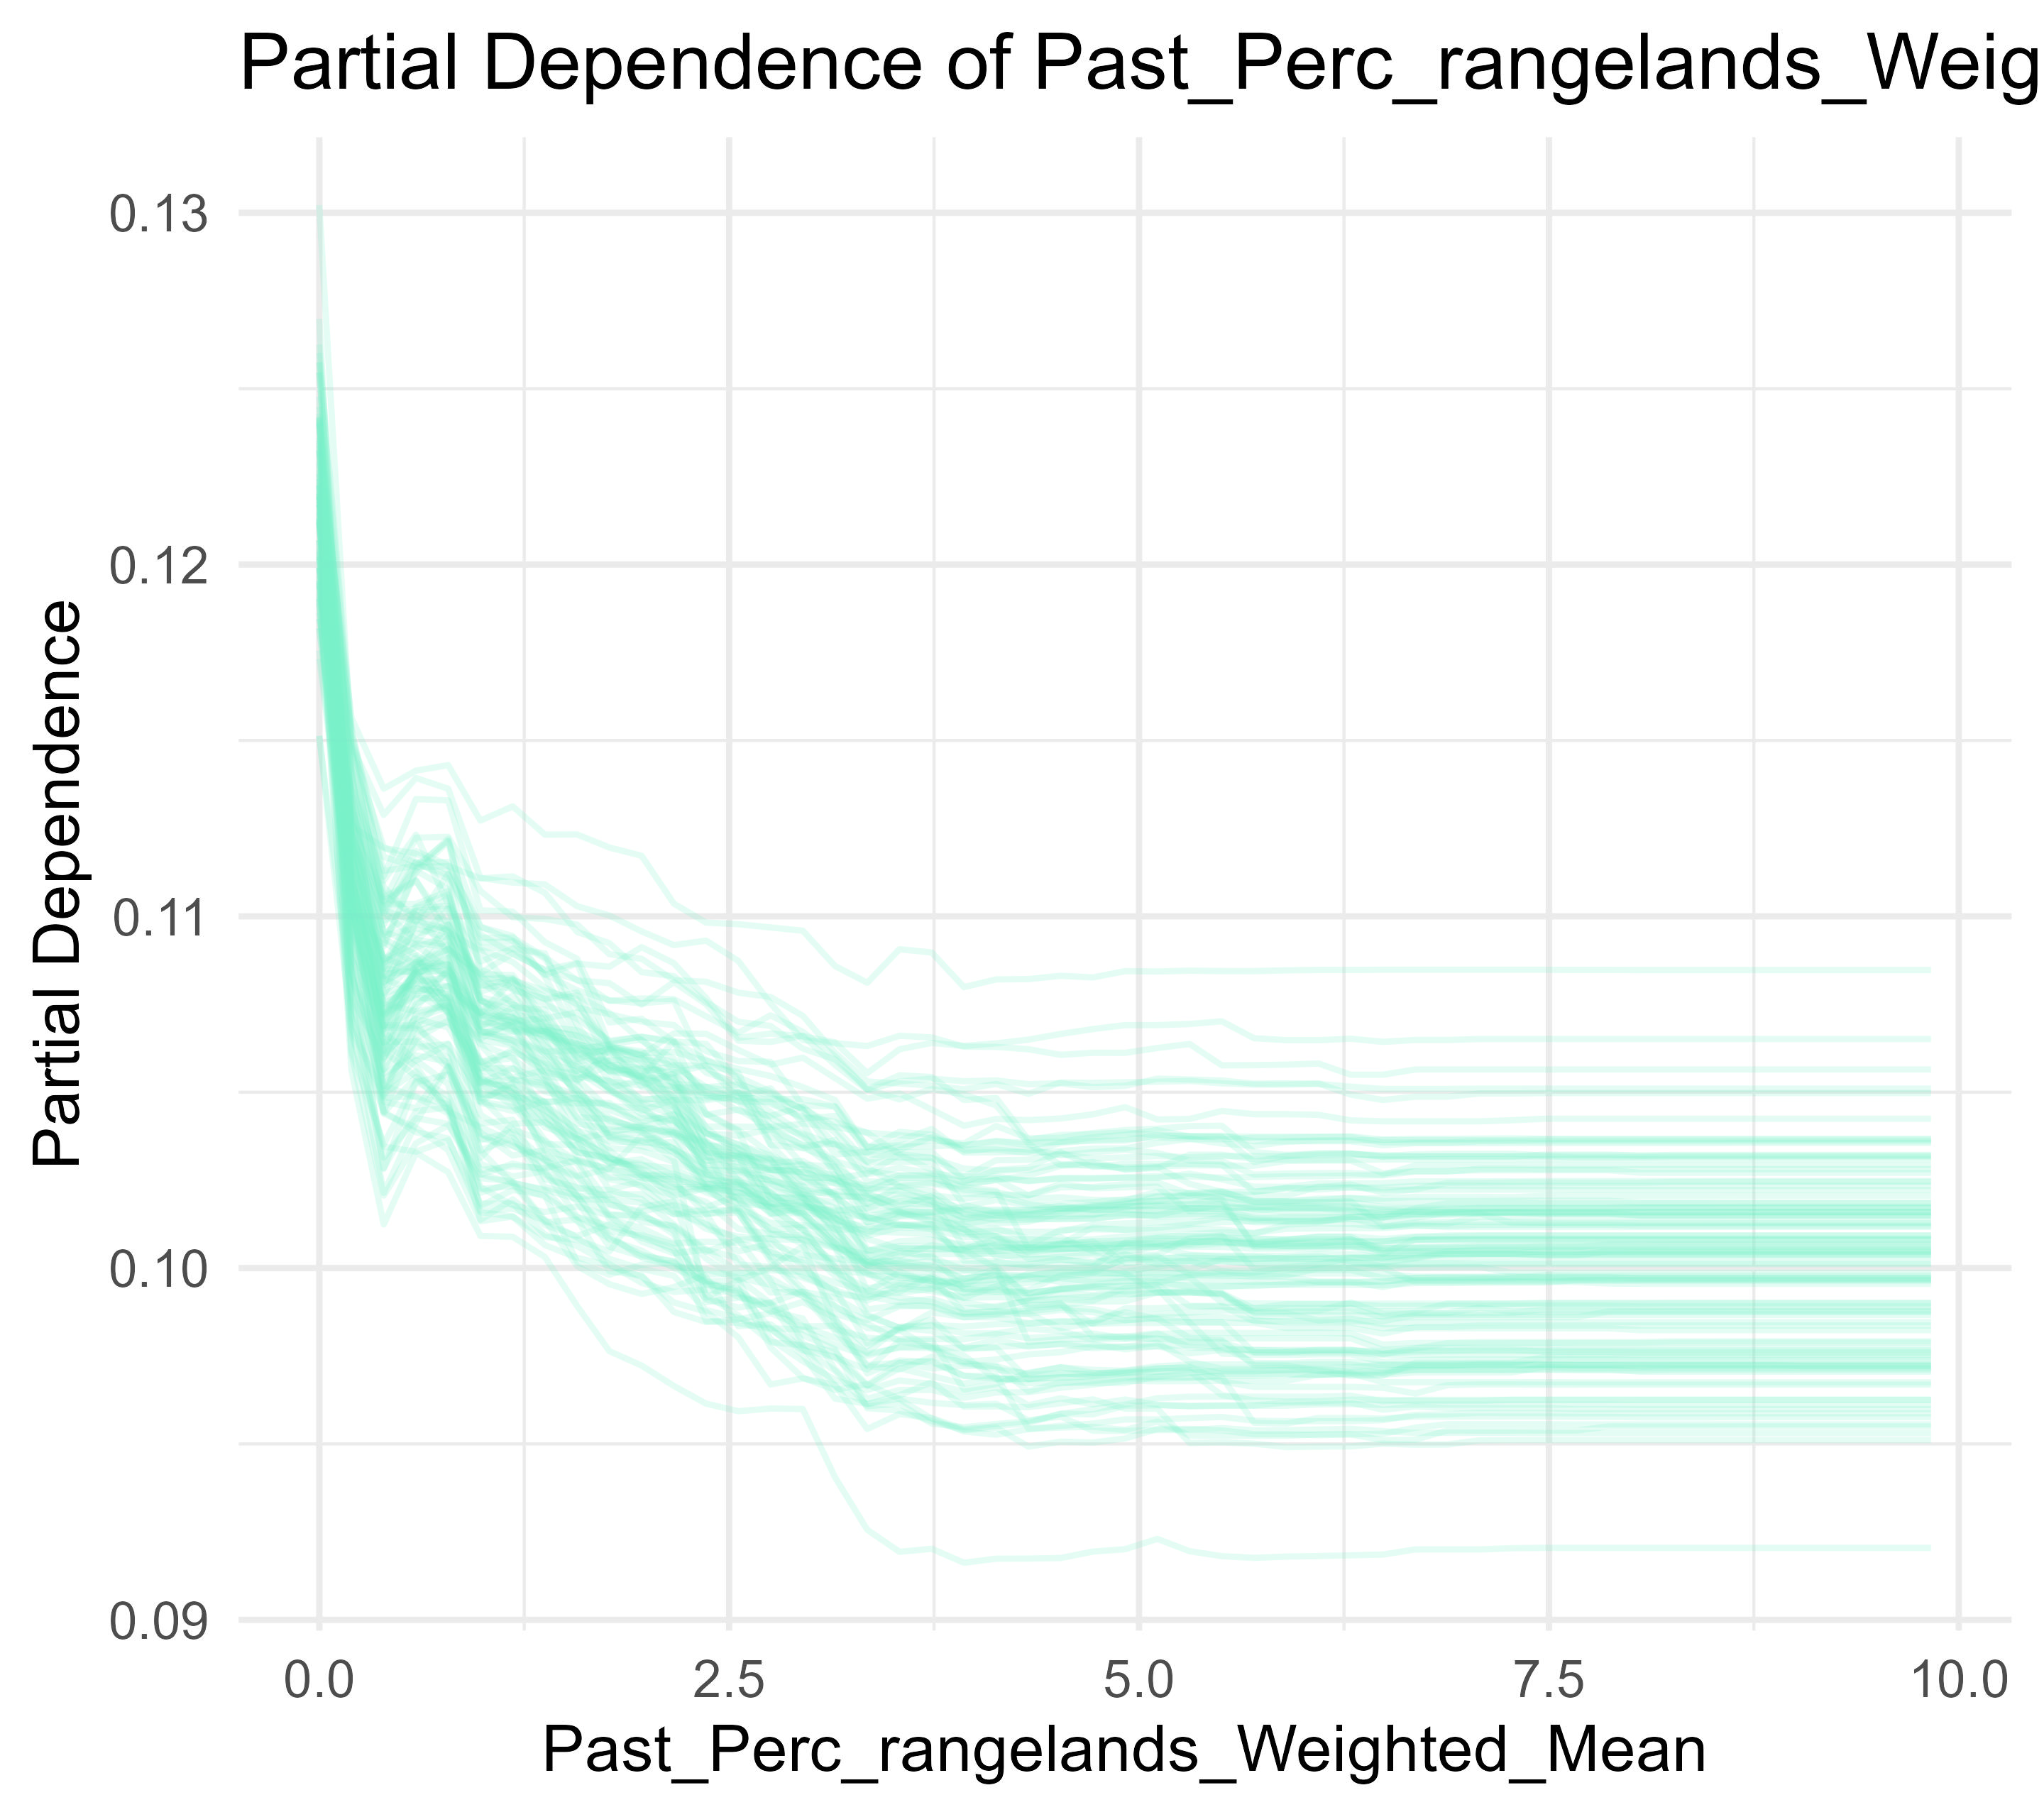 Partial Dependence of Past_Perc_rangelands_Weig
0.13
0.12
0.11
0.10
0.09
Partial Dependence
0.0 2.5 5.0 7.5 10.0
Past_Perc_rangelands_Weighted_Mean